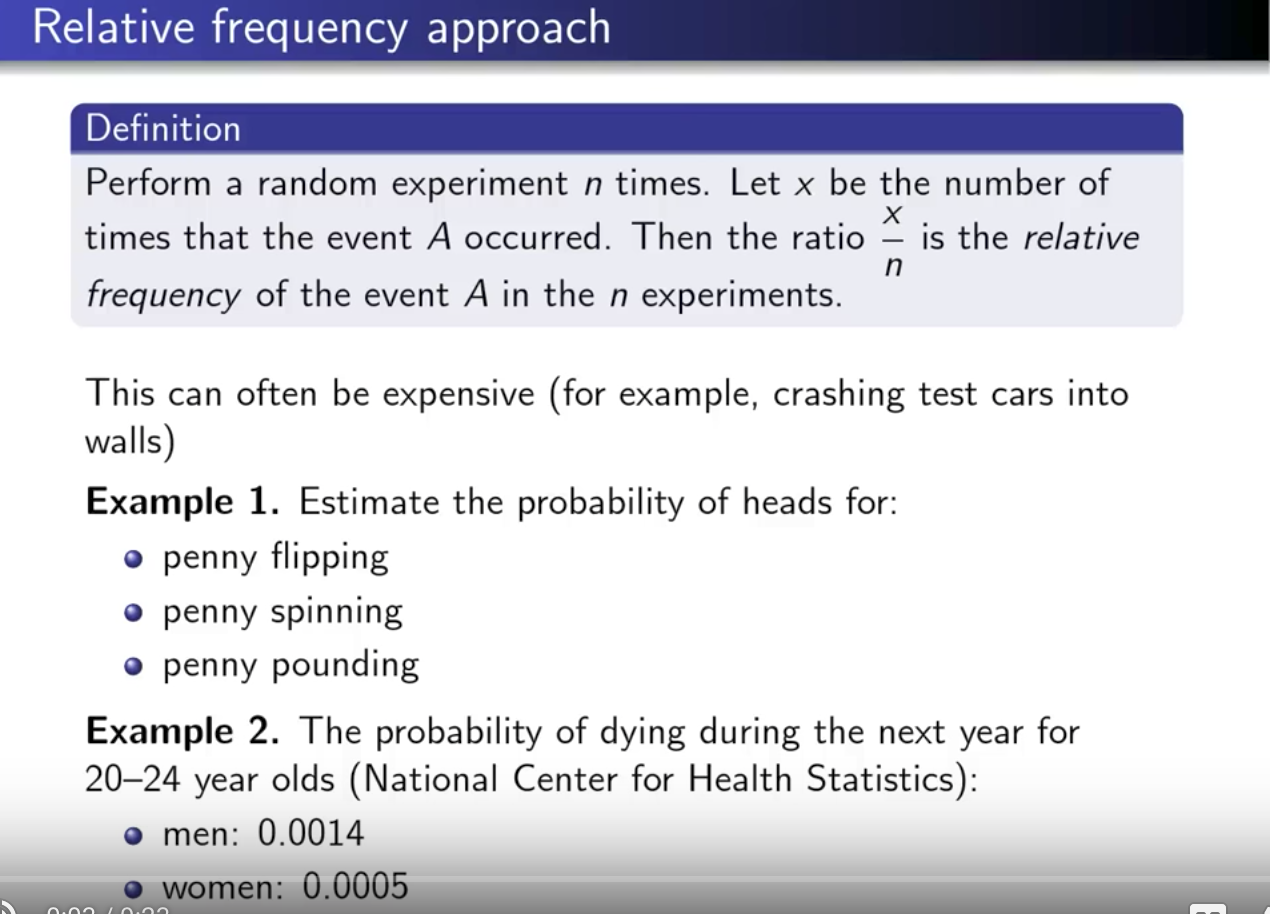 Relative frequency approach
Definition
Perform a random experiment n times. Let x be the number of
times that the event A occurred. Then the ratio x/n is the relative
frequency of the event A in the n experiments.
This can often be expensive (for example, crashing test cars into
walls)
Example 1. Estimate the probability of heads for:
penny flipping
penny spinning
penny pounding
Example 2. The probability of dying during the next year for
20–24 year olds (National Center for Health Statistics):
men: 0.0014
women: 0.0005